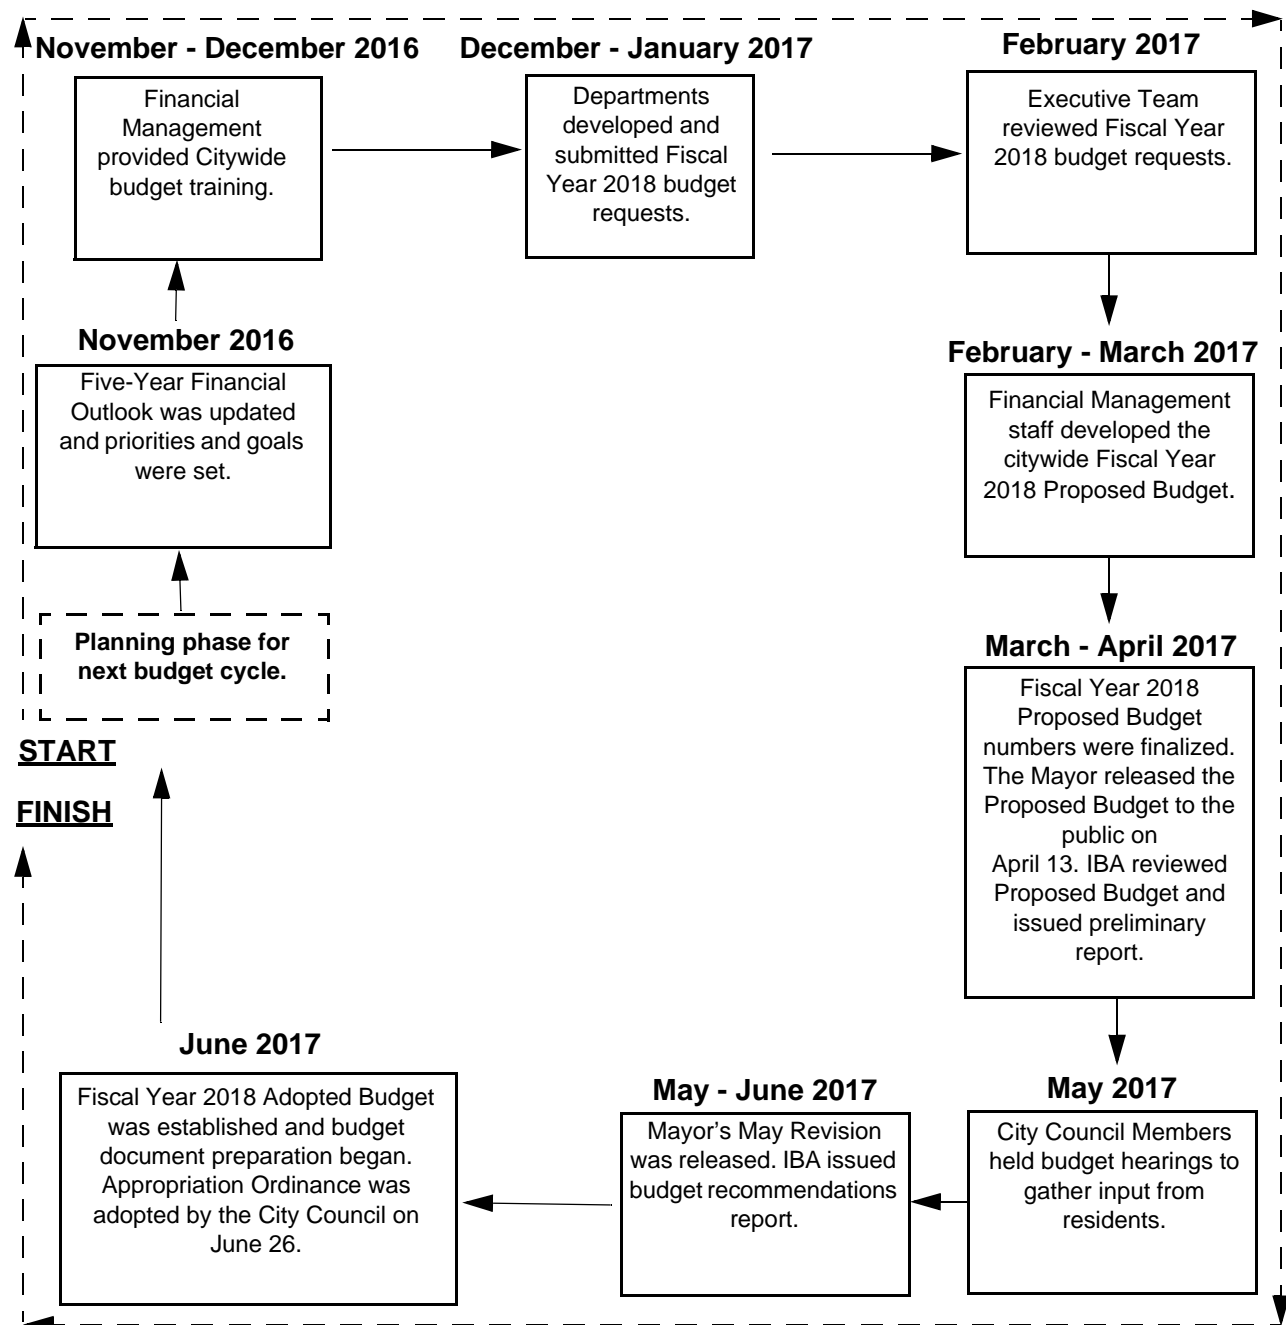 November - December 2016
Financial
Management
provided Citywide
budget training.
December - January 2017
Departments
developed and
submitted Fiscal
Year 2018 budget
requests.
February 2017
Executive Team
reviewed Fiscal Year
2018 budget requests.
November 2016
Five-Year Financial
Outlook was updated
and priorities and goals
were set.
February - March 2017
Financial Management
staff developed the
citywide Fiscal Year
2018 Proposed Budget.
Planning phase for
next budget cycle.
START
FINISH
March - April 2017
Fiscal Year 2018
Proposed Budget
numbers were finalized.
The Mayor released the
Proposed Budget to the
public on
April 13. IBA reviewed
Proposed Budget and
issued preliminary
report.
June 2017
Fiscal Year 2018 Adopted Budget
was established and budget
document preparation began.
Appropriation Ordinance was
adopted by the City Council on
June 26.
May - June 2017
Mayor’s May Revision
was released. IBA issued
budget recommendations
report.
May 2017
City Council Members
held budget hearings to
gather input from
residents.